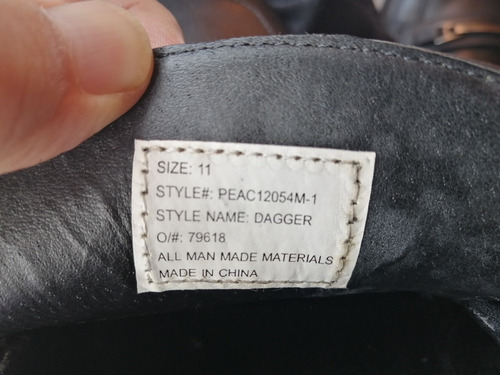 SIZE: 11
STYLE#: PEAC12054M-1
STYLE NAME: DAGGER
O/#: 79618
ALL MAN MADE MATERIALS
MADE IN CHINA